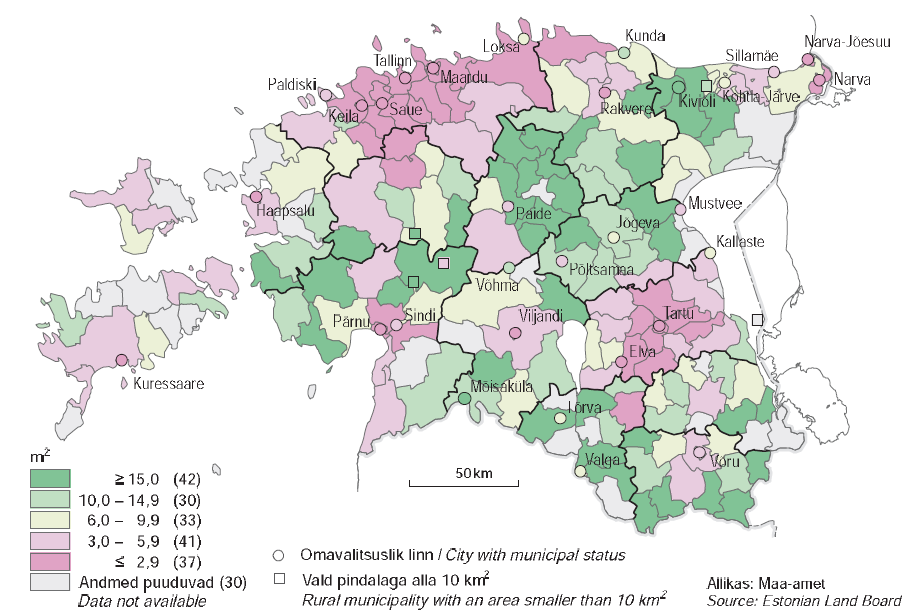 Loksa
Kunda
Tallinn
Maardu
Sillamäe
Narva-Jõesuu
Paldiski
Narva
Keila
Saue
Rakvere
Kiviõli
Kohtla-Järve
Haapsalu
Paide
Jõgeva
Mustvee
Kallaste
Põltsamaa
Võhma
Pärnu
Sindi
Viljandi
Tartu
Elva
Kuressaare
Mõisaküla
Tõrva
Valga
Võru
m²
≥ 15,0 (42)
10,0 – 14,9 (30)
6,0 – 9,9 (33)
3,0 – 5,9 (41)
≤ 2,9 (37)
Andmed puuduvad (30)
Data not available
50 km
Omavalitsuslik linn / City with municipal status
Vald pindalaga alla 10 km²
Rural municipality with an area smaller than 10 km²
Allikas: Maa-amet
Source: Estonian Land Board